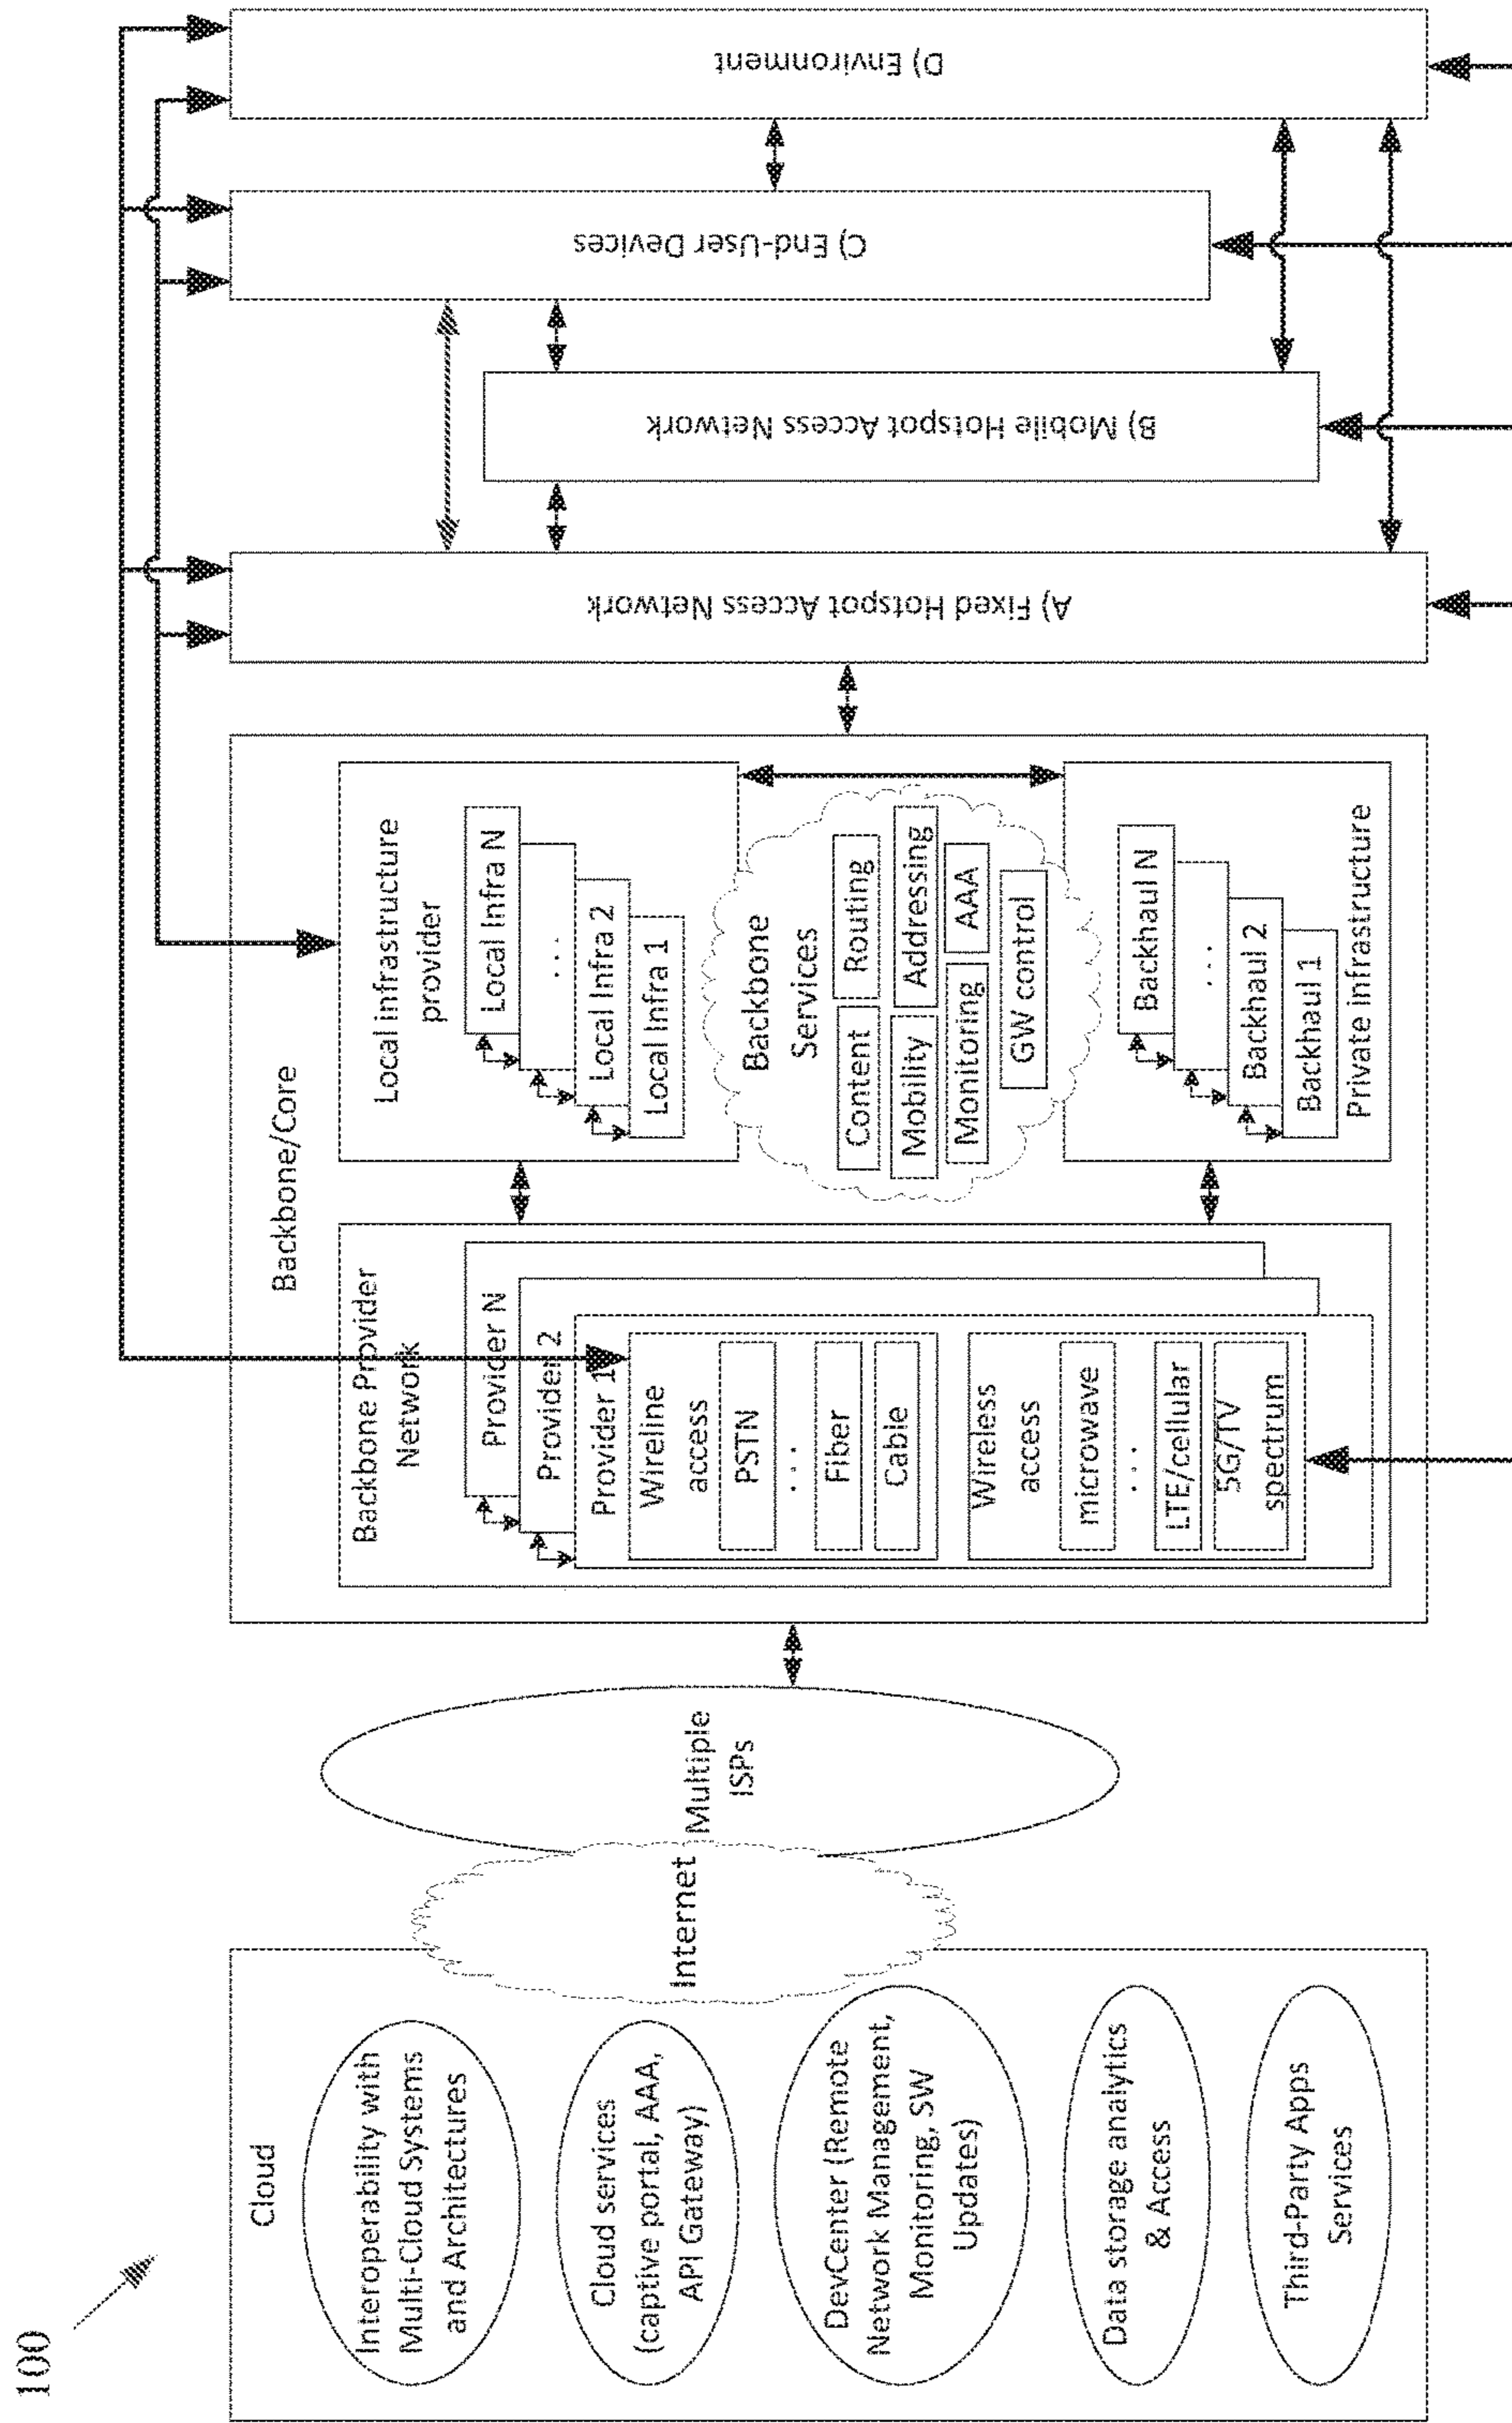 100
Cloud
Interoperability with
Multi-Cloud Systems
and Architectures
Cloud services
(captive portal, AAA,
API Gateway)
DevCenter (Remote
Network Management,
Monitoring, SW
Updates)
Data storage analytics
& Access
Third-Party Apps
Services
Internet
Multiple
ISPs
Backbone/Core
Backbone Provider
Network
Provider N
Provider 2
Provider 1
Wireline
access
PSTN
...
Fiber
Cable
Wireless
access
microwave
...
LTE/cellular
5G/TV
spectrum
Local infrastructure
provider
Local Infra N
...
Local Infra 2
Local Infra 1
Backbone
Services
Content
Routing
Mobility
Addressing
Monitoring
AAA
GW control
Backhaul N
...
Backhaul 2
Backhaul 1
Private Infrastructure
A) Fixed Hotspot Access Network
B) Mobile Hotspot Access Network
C) End-User Devices
D) Environment